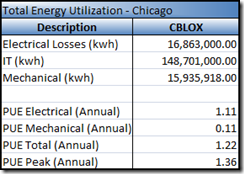 Total Energy Utilization - Chicago
Description CBLOX
Electrical Losses (kwh) 16,863,000.00
IT (kwh) 148,701,000.00
Mechanical (kwh) 15,935,918.00
PUE Electrical (Annual) 1.11
PUE Mechanical (Annual) 0.11
PUE Total (Annual) 1.22
PUE Peak (Annual) 1.36